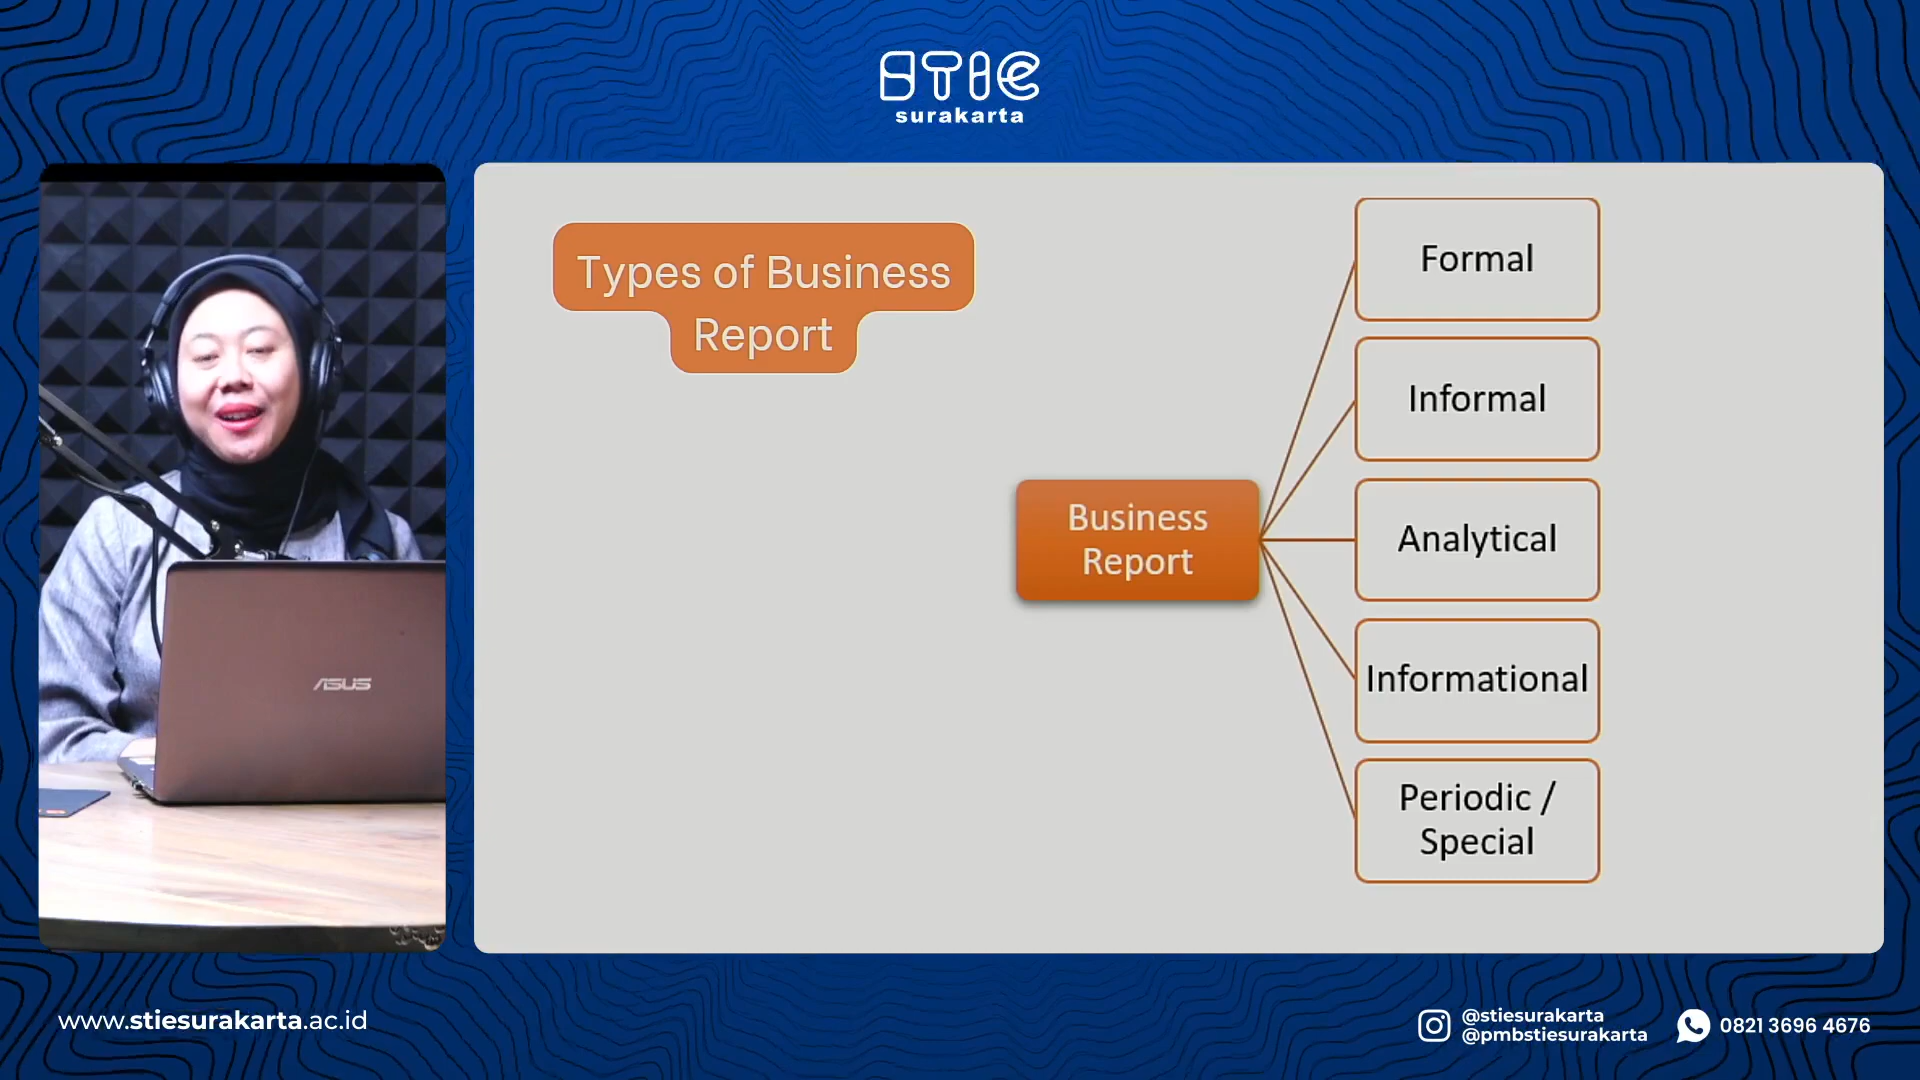 STIE
surakarta
Types of Business
Report
Business
Report
Formal
Informal
Analytical
Informational
Periodic /
Special
ASUS
www.stiesurakarta.ac.id
@stiesurakarta
@pmbstiesurakarta
0821 3696 4676